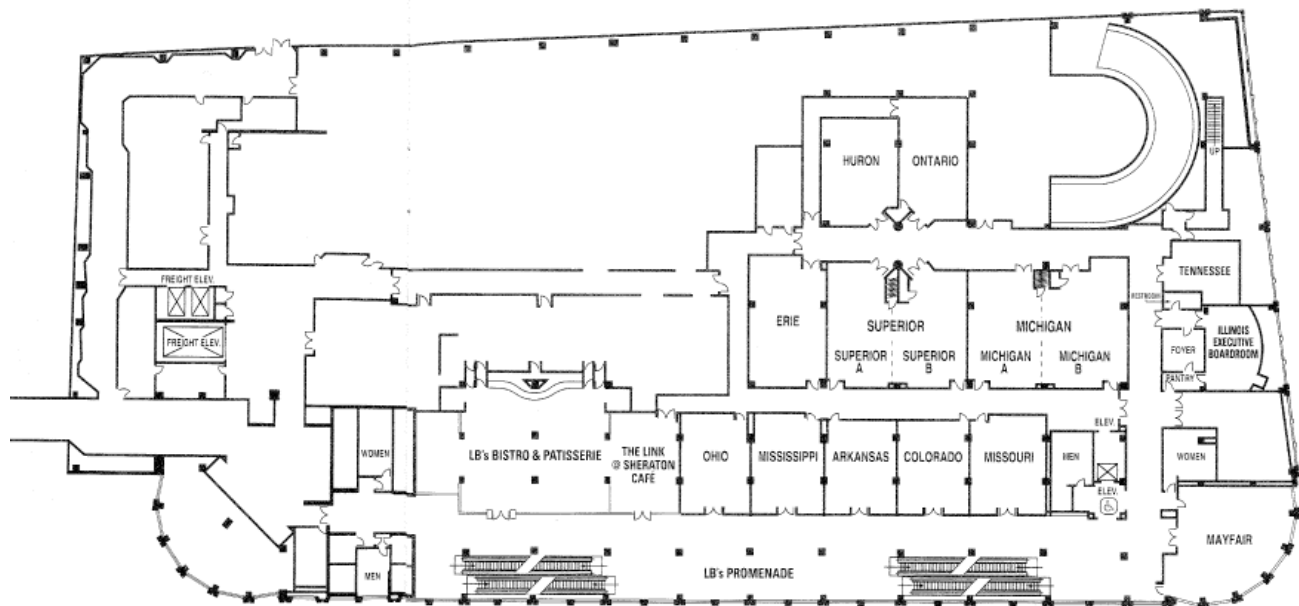 HURON
ONTARIO
UP
FREIGHT ELEV.
FREIGHT ELEV.
TENNESSEE
RESTROOM
ERIE
SUPERIOR
SUPERIOR
A
SUPERIOR
B
MICHIGAN
MICHIGAN
A
MICHIGAN
B
ILLINOIS
EXECUTIVE
BOARDROOM
FOYER
PANTRY
WOMEN
LB's BISTRO & PATISSERIE
THE LINK
@ SHERATON
CAFÉ
OHIO
MISSISSIPPI
ARKANSAS
COLORADO
MISSOURI
MEN
ELEV.
ELEV.
WOMEN
MAYFAIR
MEN
LB's PROMENADE